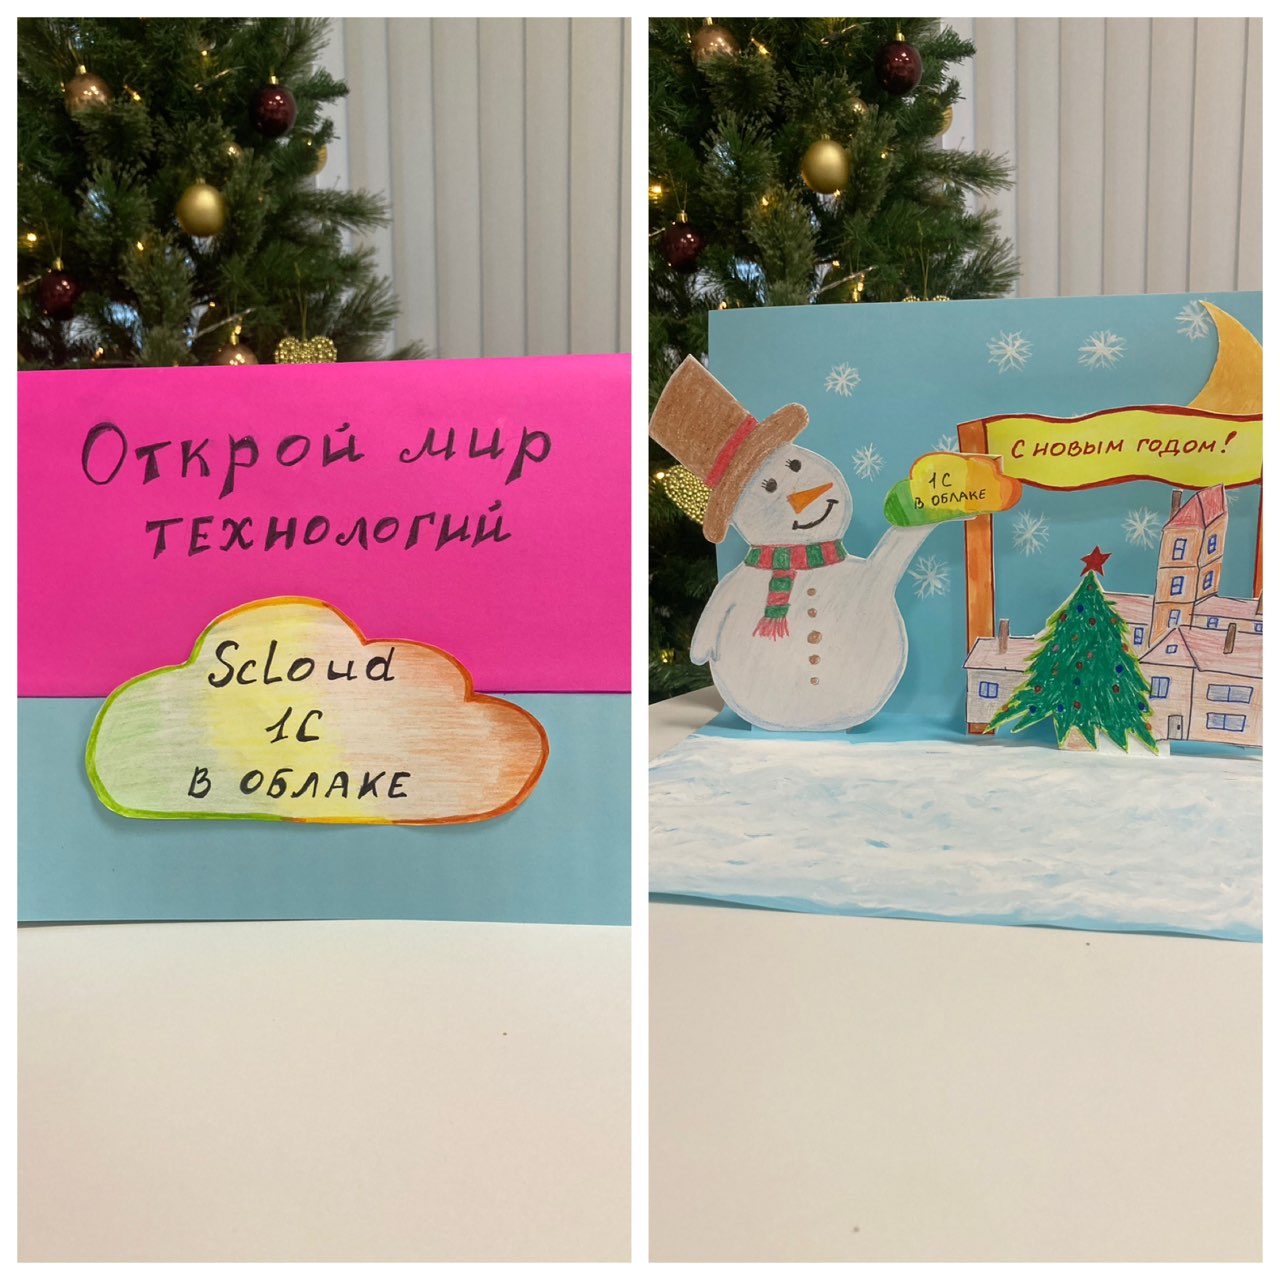 Открой мир
технологий
Scloud
1С
в облаке
С новым годом!
1С
в облаке